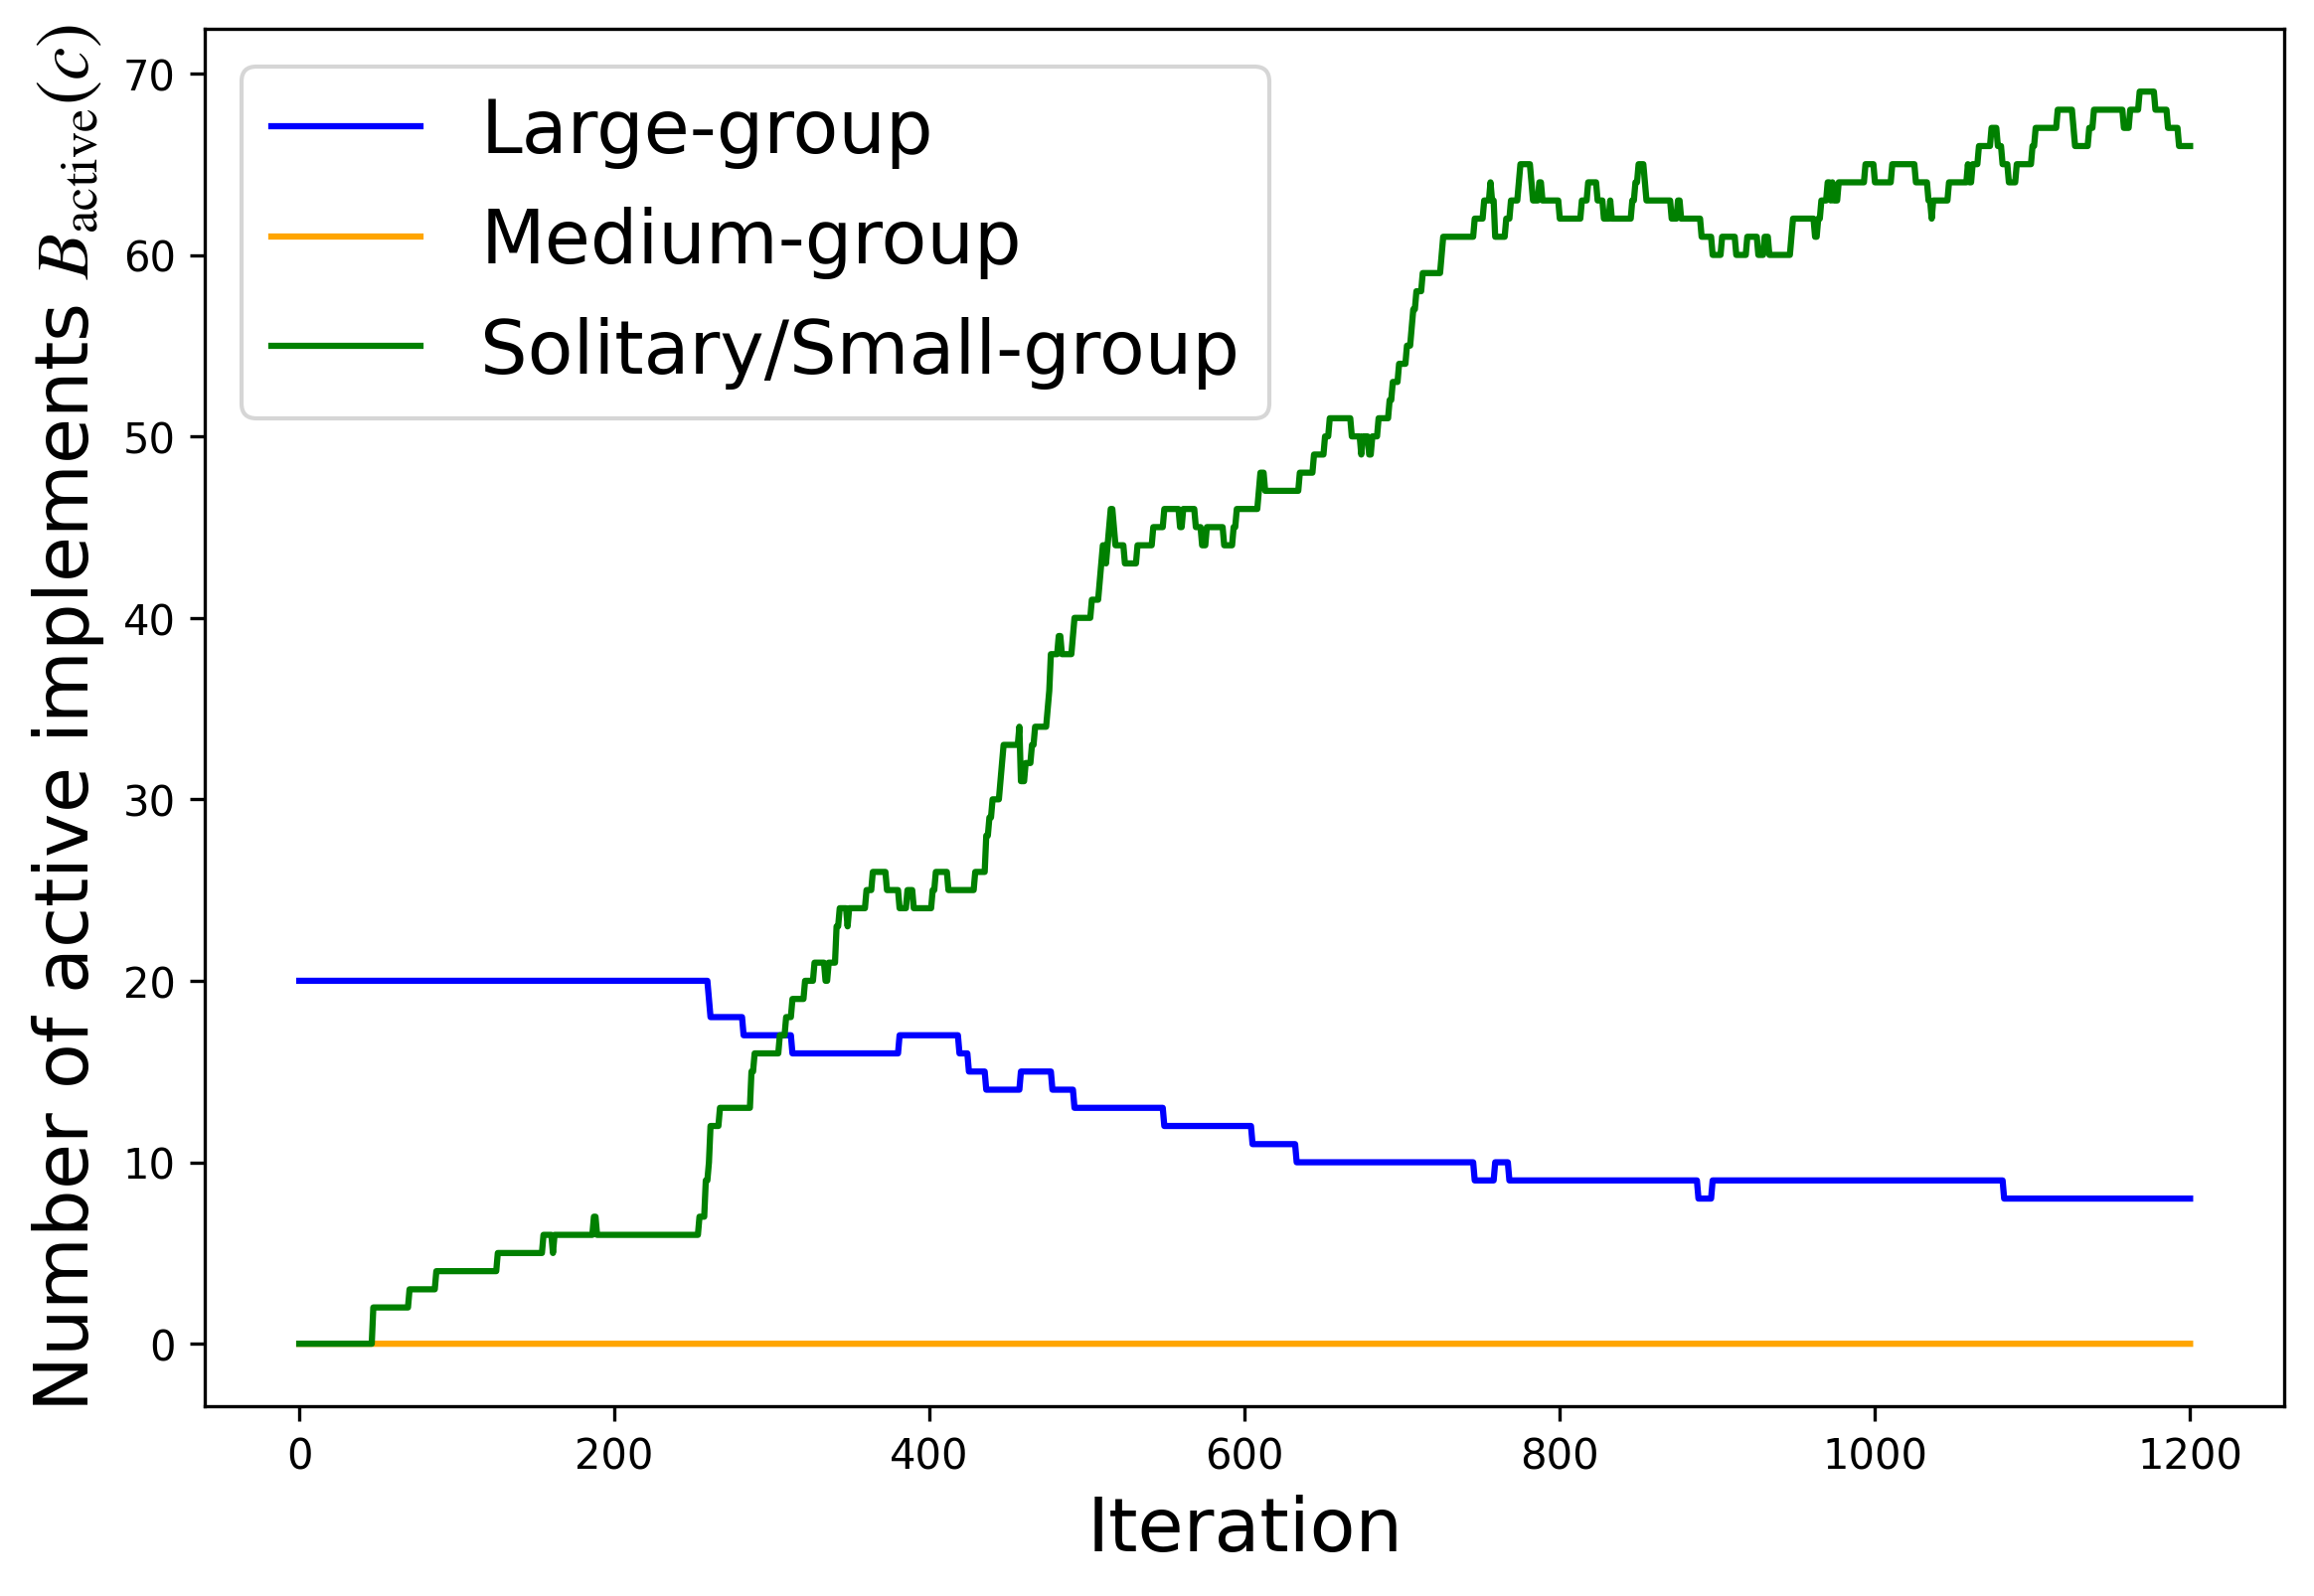 Number of active implements B_active(c)
70
60
50
40
30
20
10
0
Large-group
Medium-group
Solitary/Small-group
0 200 400 600 800 1000 1200
Iteration